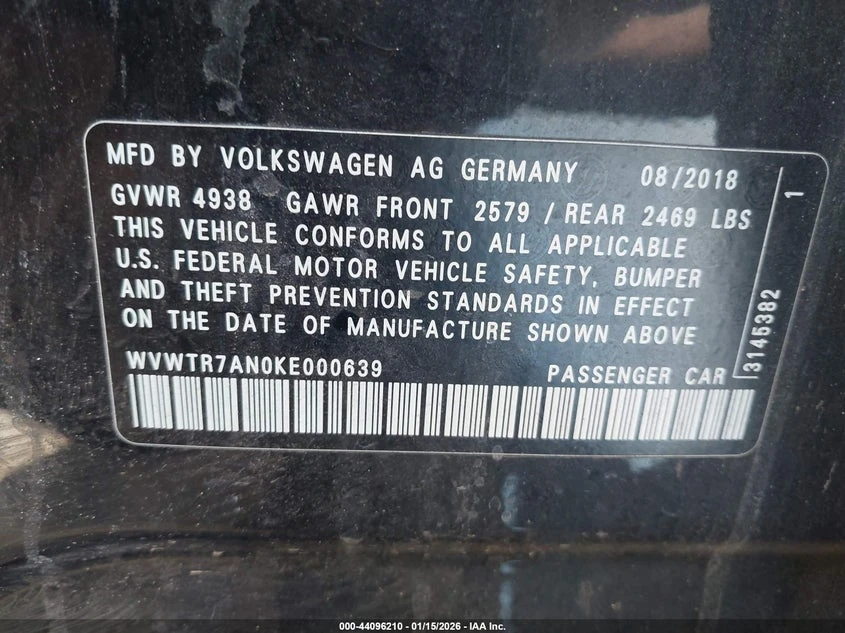 MFD BY VOLKSWAGEN AG GERMANY 08/2018
GVWR 4938 GAWR FRONT 2579 / REAR 2469 LBS
THIS VEHICLE CONFORMS TO ALL APPLICABLE
U.S. FEDERAL MOTOR VEHICLE SAFETY, BUMPER
AND THEFT PREVENTION STANDARDS IN EFFECT
ON THE DATE OF MANUFACTURE SHOWN ABOVE
WVWTR7AN0KE000639 PASSENGER CAR
3145382
1
000-44096210 - 01/15/2026 - IAA Inc.